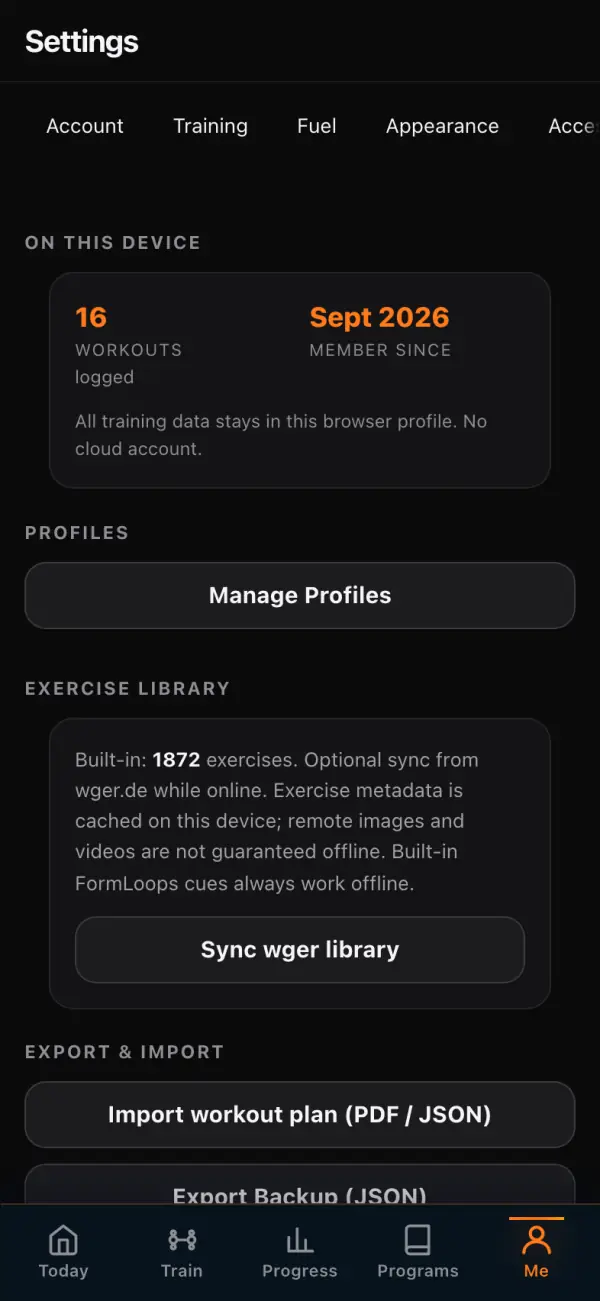 Settings
Account Training Fuel Appearance Acce
ON THIS DEVICE
16 Sept 2026
WORKOUTS MEMBER SINCE
logged
All training data stays in this browser profile. No
cloud account.
PROFILES
Manage Profiles
EXERCISE LIBRARY
Built-in: 1872 exercises. Optional sync from
wger.de while online. Exercise metadata is
cached on this device; remote images and
videos are not guaranteed offline. Built-in
FormLoops cues always work offline.
Sync wger library
EXPORT & IMPORT
Import workout plan (PDF / JSON)
Export Backup (JSON)
Today Train Progress Programs Me